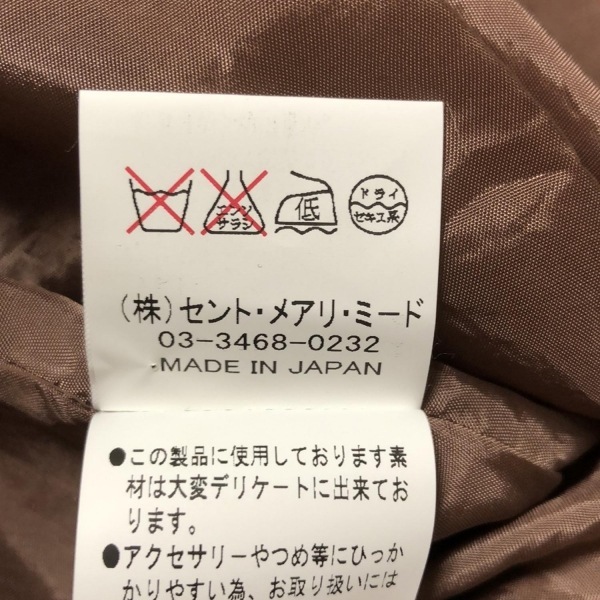 エンソ
サラシ
低
ドライ
セキユ系
(株)セント・メアリ・ミード
03-3468-0232
MADE IN JAPAN
●この製品に使用しております素
材は大変デリケートに出来てお
ります。
●アクセサリーやつめ等にひっか
かりやすい為、お取り扱いには